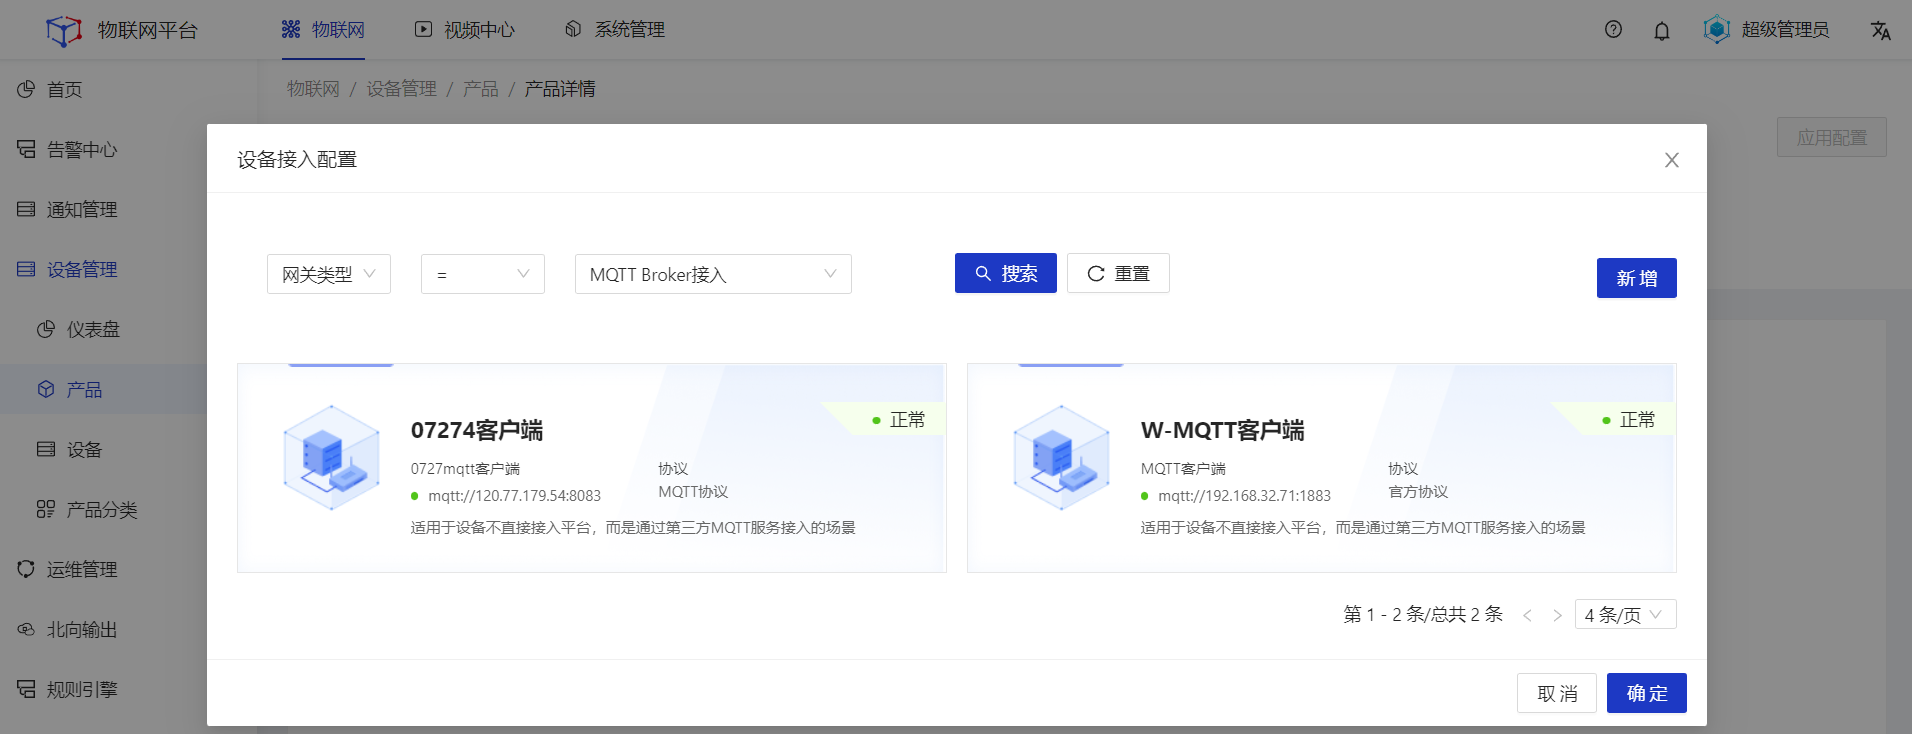 物联网平台
物联网
视频中心
系统管理
超级管理员
首页
告警中心
通知管理
设备管理
仪表盘
产品
设备
产品分类
运维管理
北向输出
规则引擎
物联网 / 设备管理 / 产品 / 产品详情
应用配置
设备接入配置
网关类型
=
MQTT Broker接入
搜索
重置
新增
07274客户端
正常
0727mqtt客户端
mqtt://120.77.179.54:8083
协议
MQTT协议
适用于设备不直接接入平台，而是通过第三方MQTT服务接入的场景
W-MQTT客户端
正常
MQTT客户端
mqtt://192.168.32.71:1883
协议
官方协议
适用于设备不直接接入平台，而是通过第三方MQTT服务接入的场景
第 1 - 2 条/总共 2 条
4 条/页
取消
确定